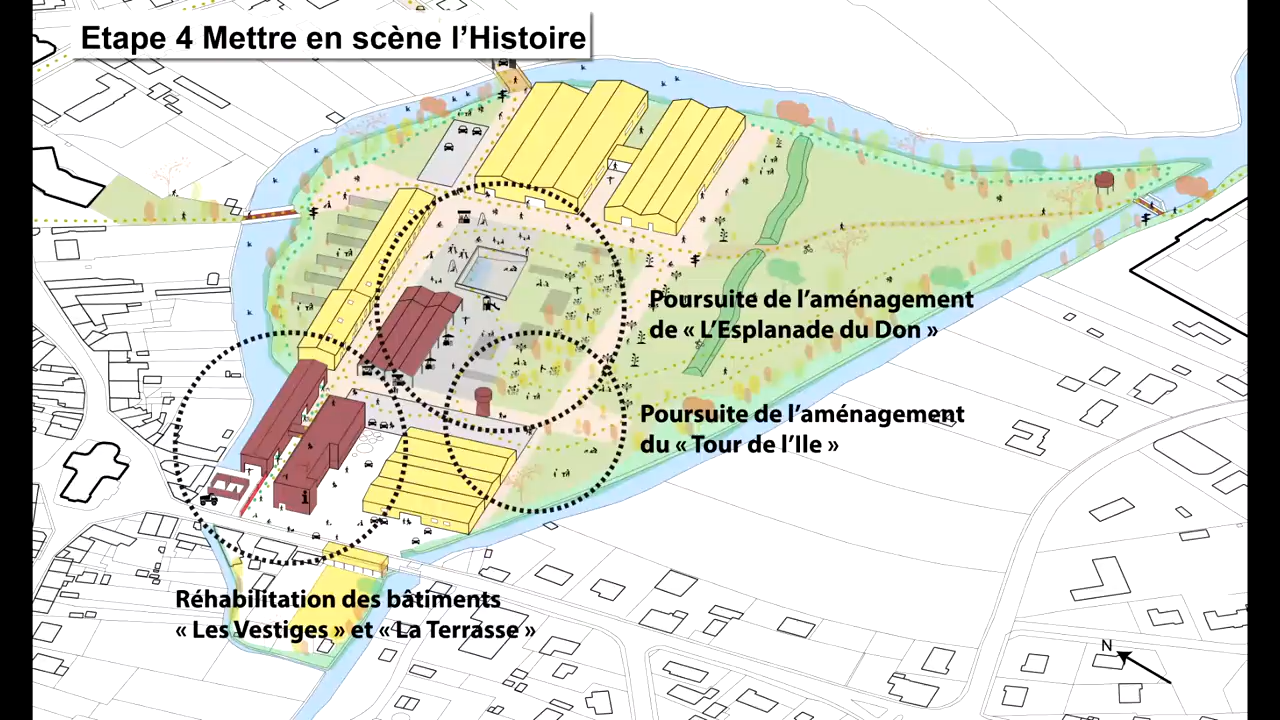 Etape 4 Mettre en scène l’Histoire
Poursuite de l’aménagement
de « L’Esplanade du Don »
Poursuite de l’aménagement
du « Tour de l’Ile »
Réhabilitation des bâtiments
« Les Vestiges » et « La Terrasse »
N
i